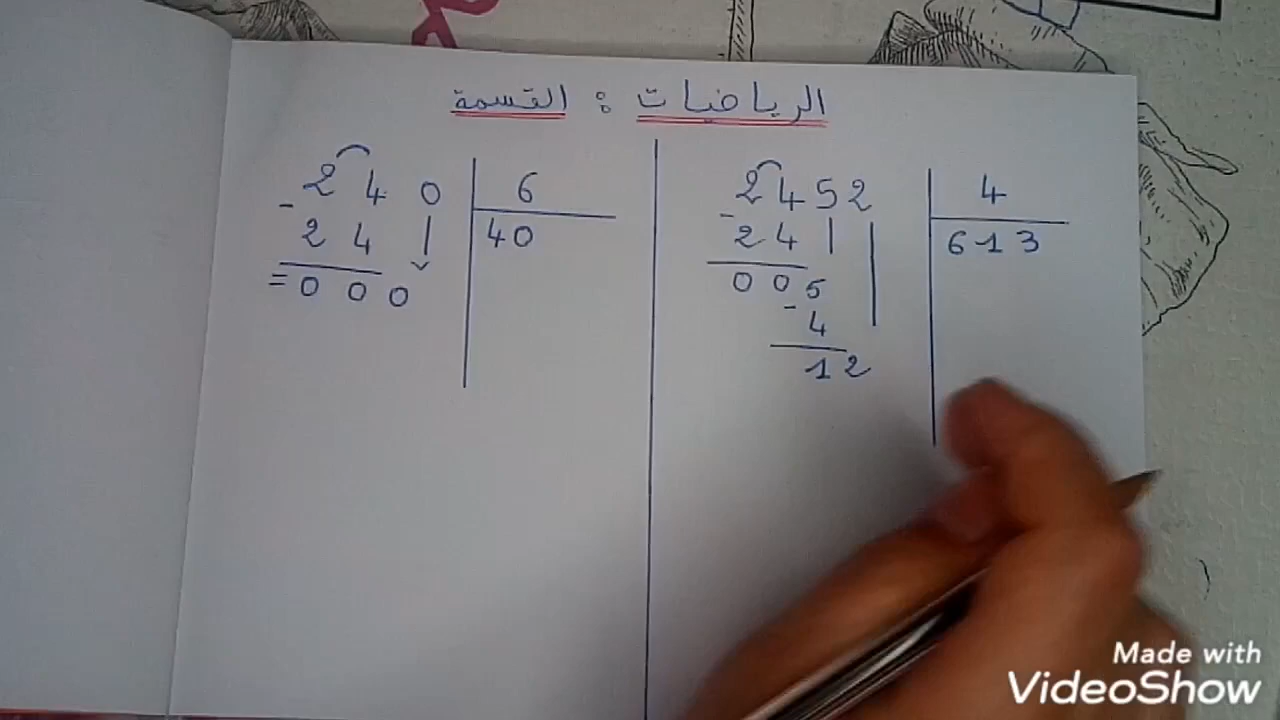 الرياضيات : القسمة
240 | 6
- 24 | 40
= 000
2452 | 4
- 24 | 613
005
- 4
12
Made with
VideoShow